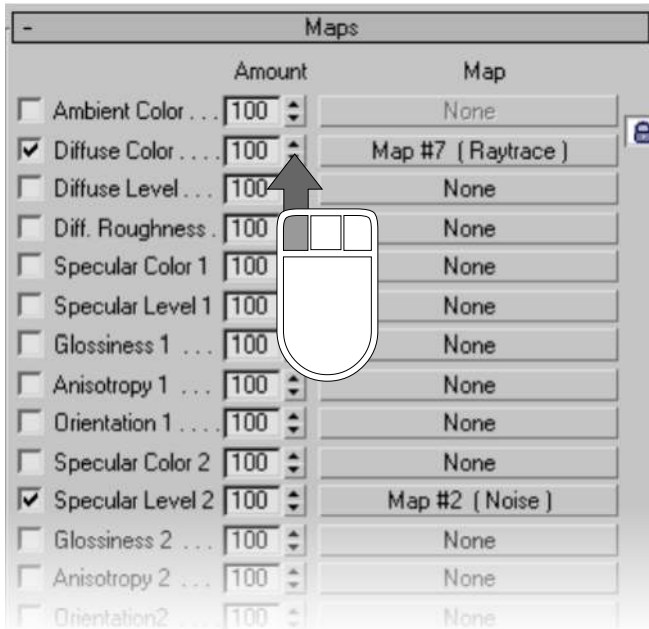 - Maps
Amount Map
Ambient Color . . . 100 None
Diffuse Color . . . . 100 Map #7 ( Raytrace )
Diffuse Level . . . 100 None
Diff. Roughness . 100 None
Specular Color 1 100 None
Specular Level 1 100 None
Glossiness 1 . . . 100 None
Anisotropy 1 . . . 100 None
Orientation 1 . . . . 100 None
Specular Color 2 100 None
Specular Level 2 100 Map #2 ( Noise )
Glossiness 2 . . . 100 None
Anisotropy 2 . . . 100 None
Orientation2 . . . . 100 None